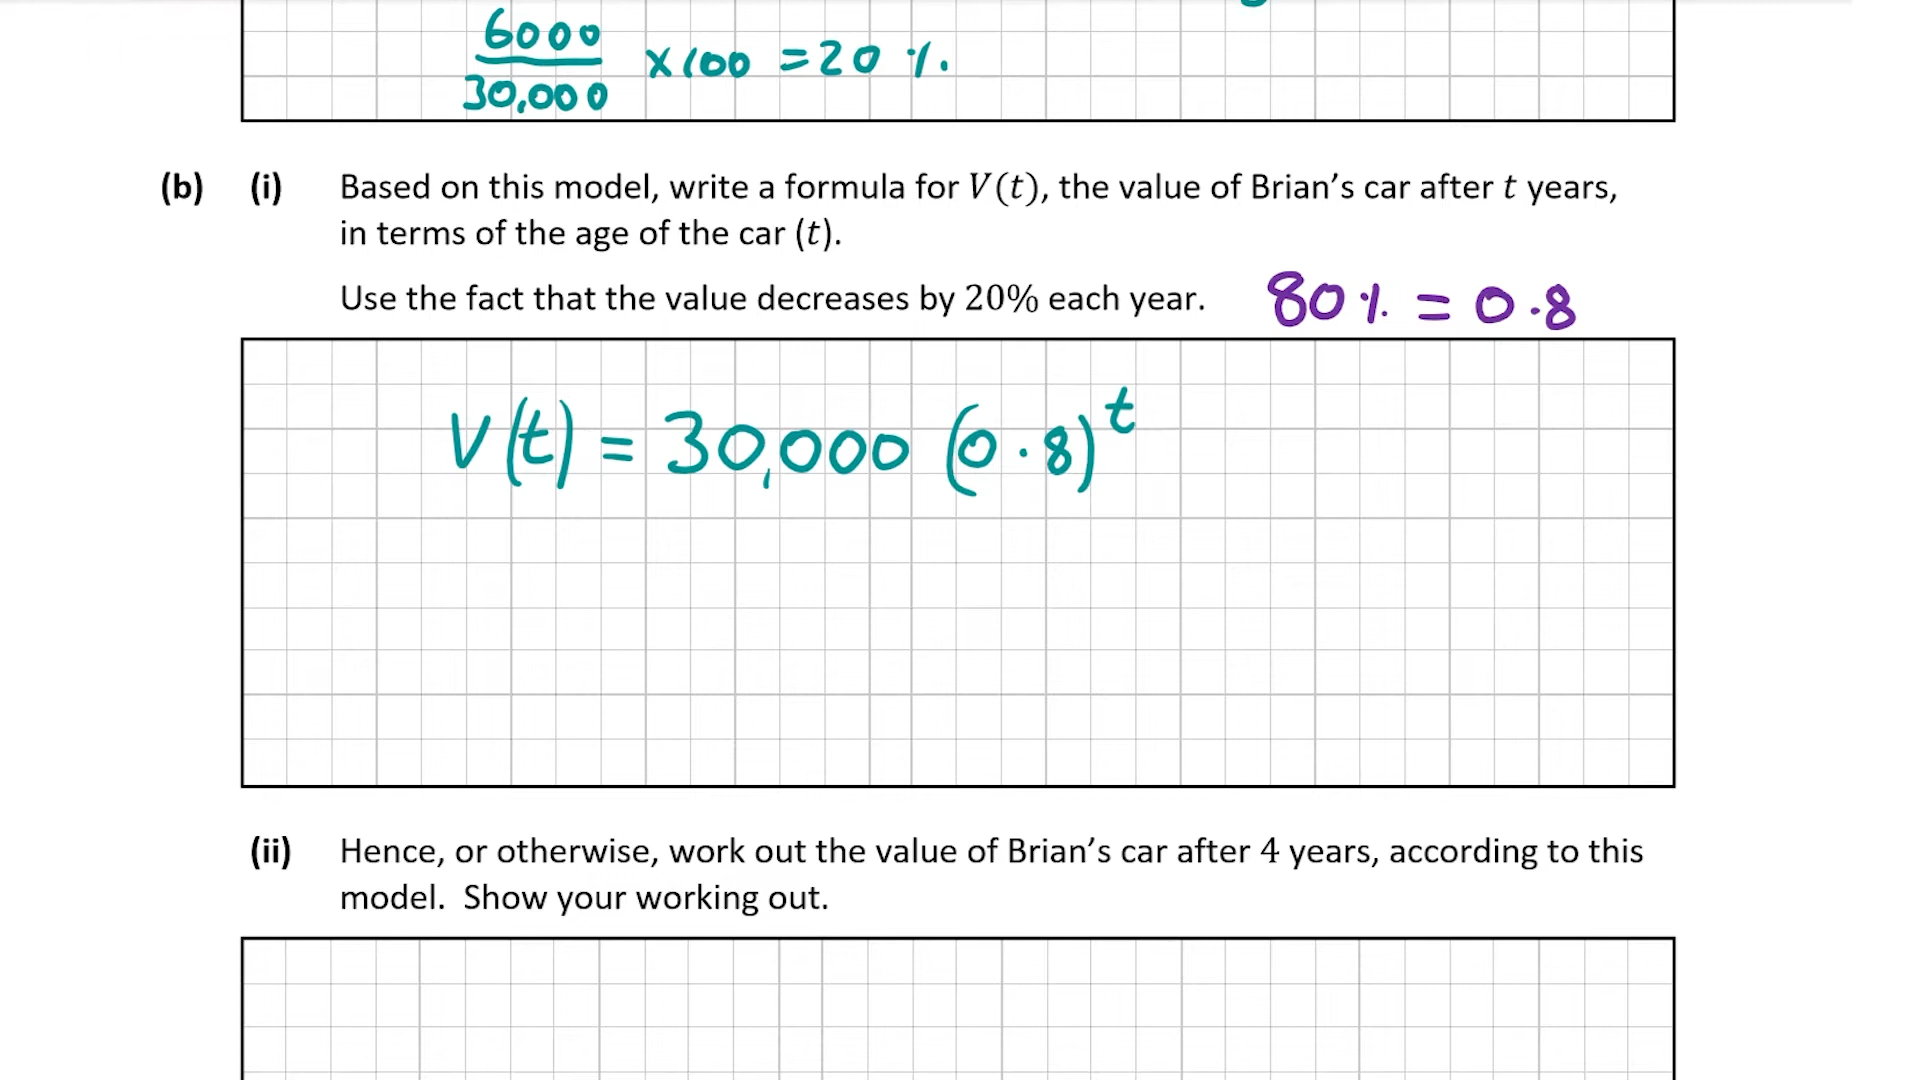 6000
30,000
× 100 = 20 %.
(b) (i) Based on this model, write a formula for V(t), the value of Brian’s car after t years,
in terms of the age of the car (t).
Use the fact that the value decreases by 20% each year.
80% = 0.8
V(t) = 30,000 (0.8)^t
(ii) Hence, or otherwise, work out the value of Brian’s car after 4 years, according to this
model. Show your working out.